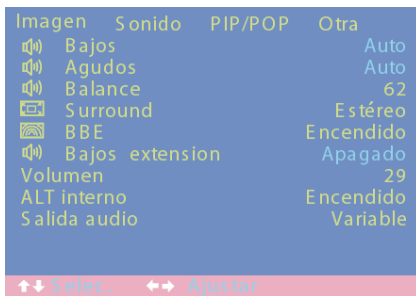 Imagen Sonido PIP/POP Otra
Bajos Auto
Agudos Auto
Balance 62
Surround Estéreo
BBE Encendido
Bajos extension Apagado
Volumen 29
ALT interno Encendido
Salida audio Variable
Selec. Ajustar